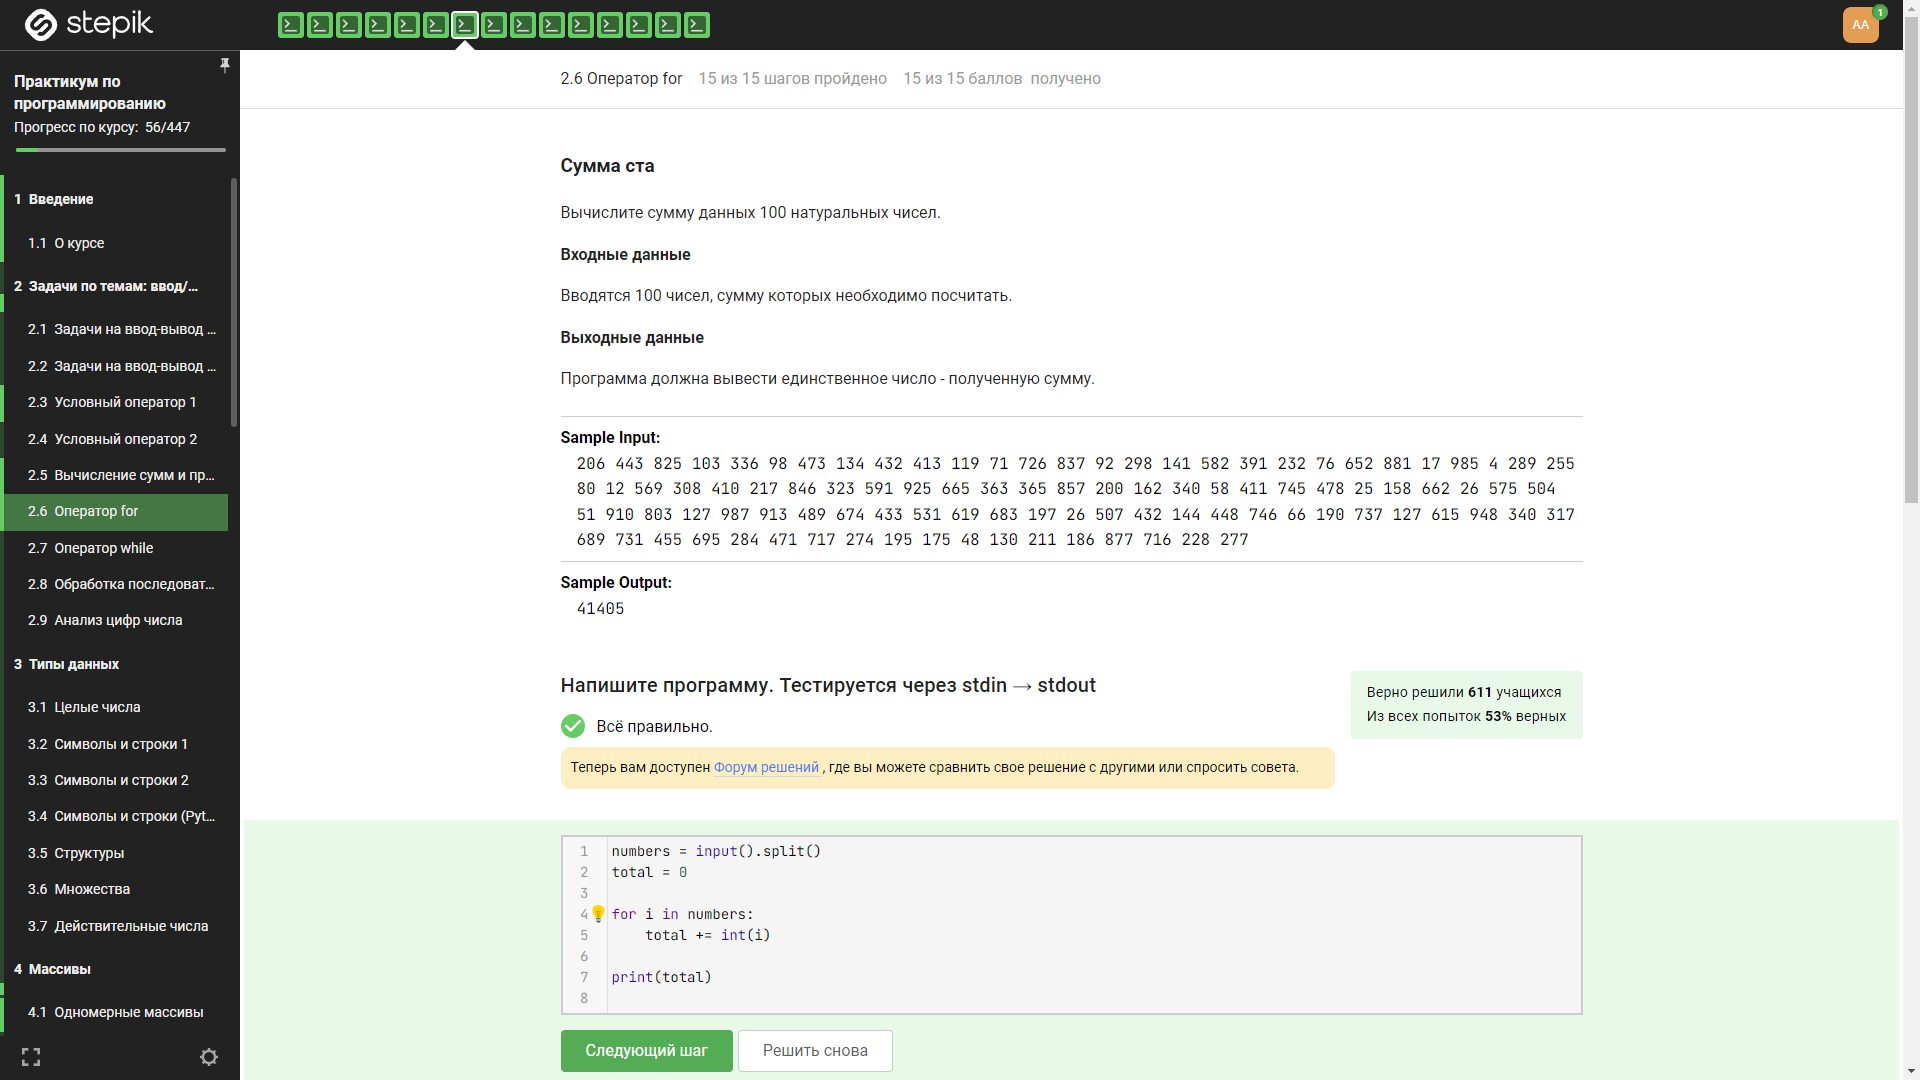 stepik
AA
1
Практикум по
программированию
Прогресс по курсу: 56/447
1 Введение
1.1 О курсе
2 Задачи по темам: ввод/...
2.1 Задачи на ввод-вывод ...
2.2 Задачи на ввод-вывод ...
2.3 Условный оператор 1
2.4 Условный оператор 2
2.5 Вычисление сумм и пр...
2.6 Оператор for
2.7 Оператор while
2.8 Обработка последоват...
2.9 Анализ цифр числа
3 Типы данных
3.1 Целые числа
3.2 Символы и строки 1
3.3 Символы и строки 2
3.4 Символы и строки (Pyt...
3.5 Структуры
3.6 Множества
3.7 Действительные числа
4 Массивы
4.1 Одномерные массивы
2.6 Оператор for 15 из 15 шагов пройдено 15 из 15 баллов получено
Сумма ста
Вычислите сумму данных 100 натуральных чисел.
Входные данные
Вводятся 100 чисел, сумму которых необходимо посчитать.
Выходные данные
Программа должна вывести единственное число - полученную сумму.
Sample Input:
206 443 825 103 336 98 473 134 432 413 119 71 726 837 92 298 141 582 391 232 76 652 881 17 985 4 289 255
80 12 569 308 410 217 846 323 591 925 665 363 365 857 200 162 340 58 411 745 478 25 158 662 26 575 504
51 910 803 127 987 913 489 674 433 531 619 683 197 26 507 432 144 448 746 66 190 737 127 615 948 340 317
689 731 455 695 284 471 717 274 195 175 48 130 211 186 877 716 228 277
Sample Output:
41405
Напишите программу. Тестируется через stdin → stdout
Всё правильно.
Теперь вам доступен Форум решений, где вы можете сравнить свое решение с другими или спросить совета.
Верно решили 611 учащихся
Из всех попыток 53% верных
1 numbers = input().split()
2 total = 0
3
4 for i in numbers:
5     total += int(i)
6
7 print(total)
8
Следующий шаг
Решить снова